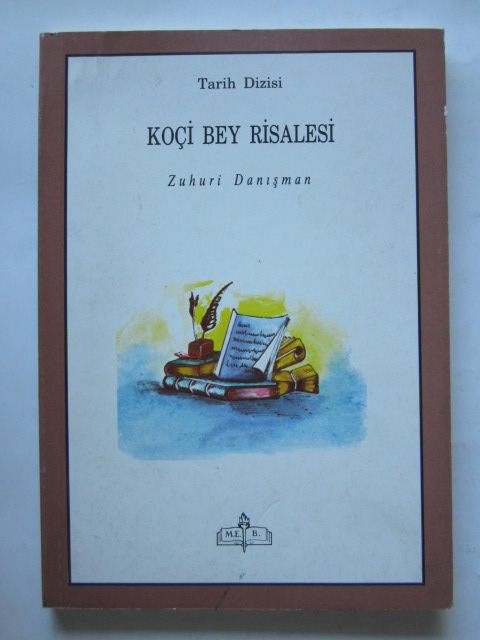 Tarih Dizisi
KOÇİ BEY RİSALESİ
Zuhuri Danışman
M.E. B.